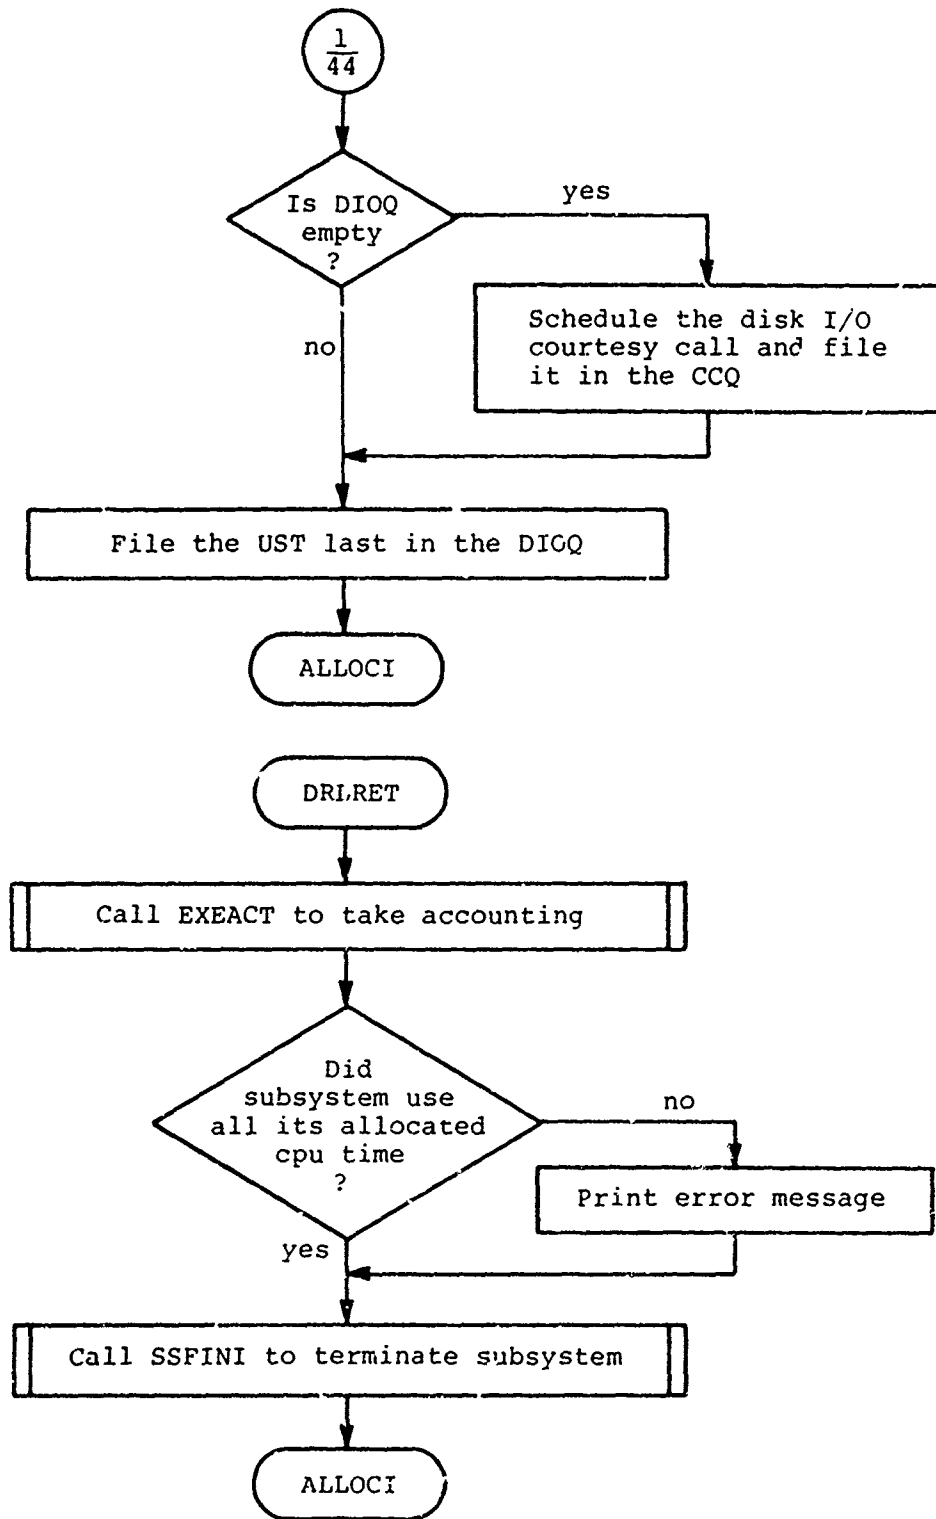 1
44
Is DIOQ
empty
?
yes
no
Schedule the disk I/O
courtesy call and file
it in the CCQ
File the UST last in the DIOQ
ALLOCI
DRLRET
Call EXEACT to take accounting
Did
subsystem use
all its allocated
cpu time
?
no
Print error message
yes
Call SSFINI to terminate subsystem
ALLOCI